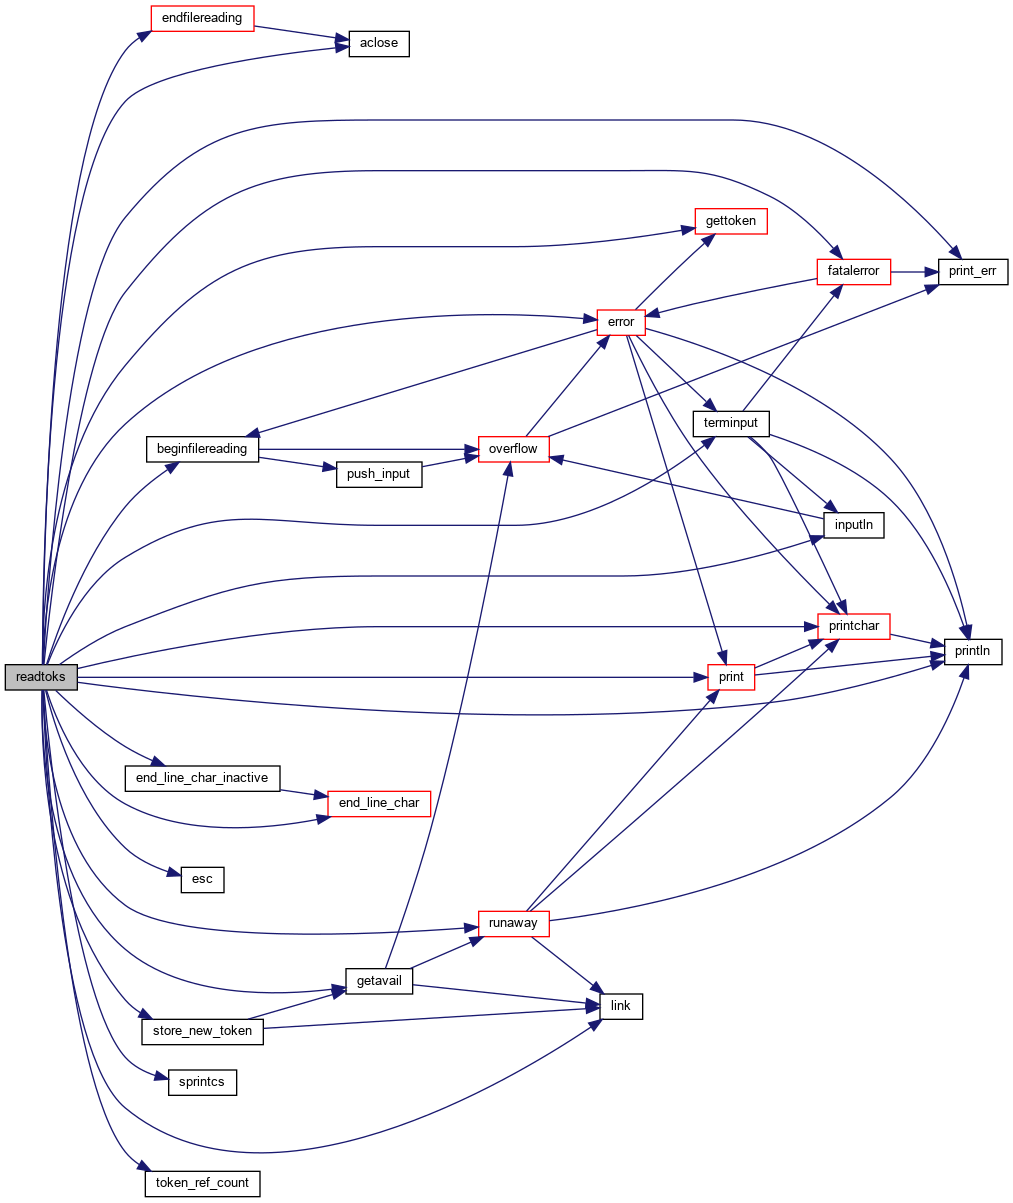 endfilereading
aclose
gettoken
fatalerror
print_err
error
terminput
beginfilereading
overflow
push_input
inputln
printchar
println
readtoks
print
end_line_char_inactive
end_line_char
esc
runaway
getavail
link
store_new_token
sprintcs
token_ref_count